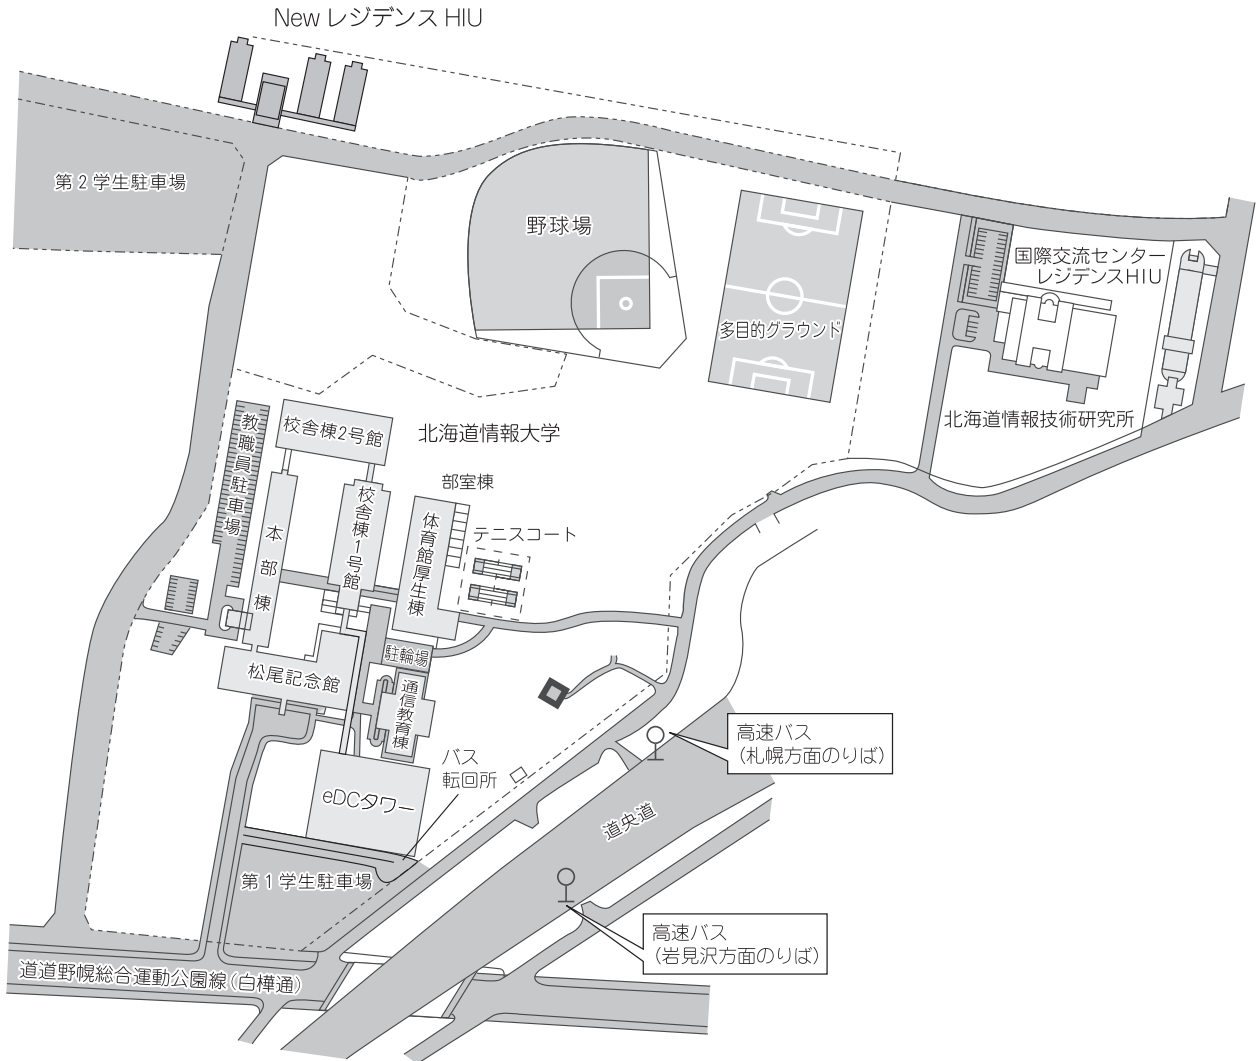 New レジデンス HIU
第２学生駐車場
野球場
国際交流センター
レジデンスHIU
多目的グラウンド
北海道情報技術研究所
教職員駐車場
校舎棟2号館
北海道情報大学
部室棟
校舎棟1号館
体育館厚生棟
テニスコート
本部棟
駐輪場
松尾記念館
通信教育棟
高速バス
(札幌方面のりば)
バス
転回所
eDCタワー
道央道
第１学生駐車場
高速バス
(岩見沢方面のりば)
道道野幌総合運動公園線(白樺通)